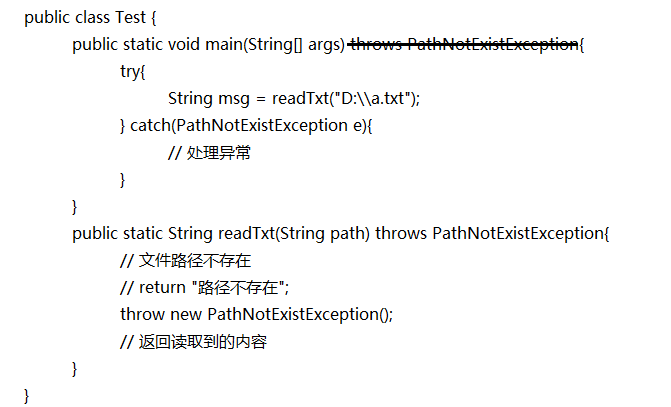 public class Test {
public static void main(String[] args) throws PathNotExistException{
try{
String msg = readTxt("D:\\a.txt");
} catch(PathNotExistException e){
// 处理异常
}
}
public static String readTxt(String path) throws PathNotExistException{
// 文件路径不存在
// return "路径不存在";
throw new PathNotExistException();
// 返回读取到的内容
}
}